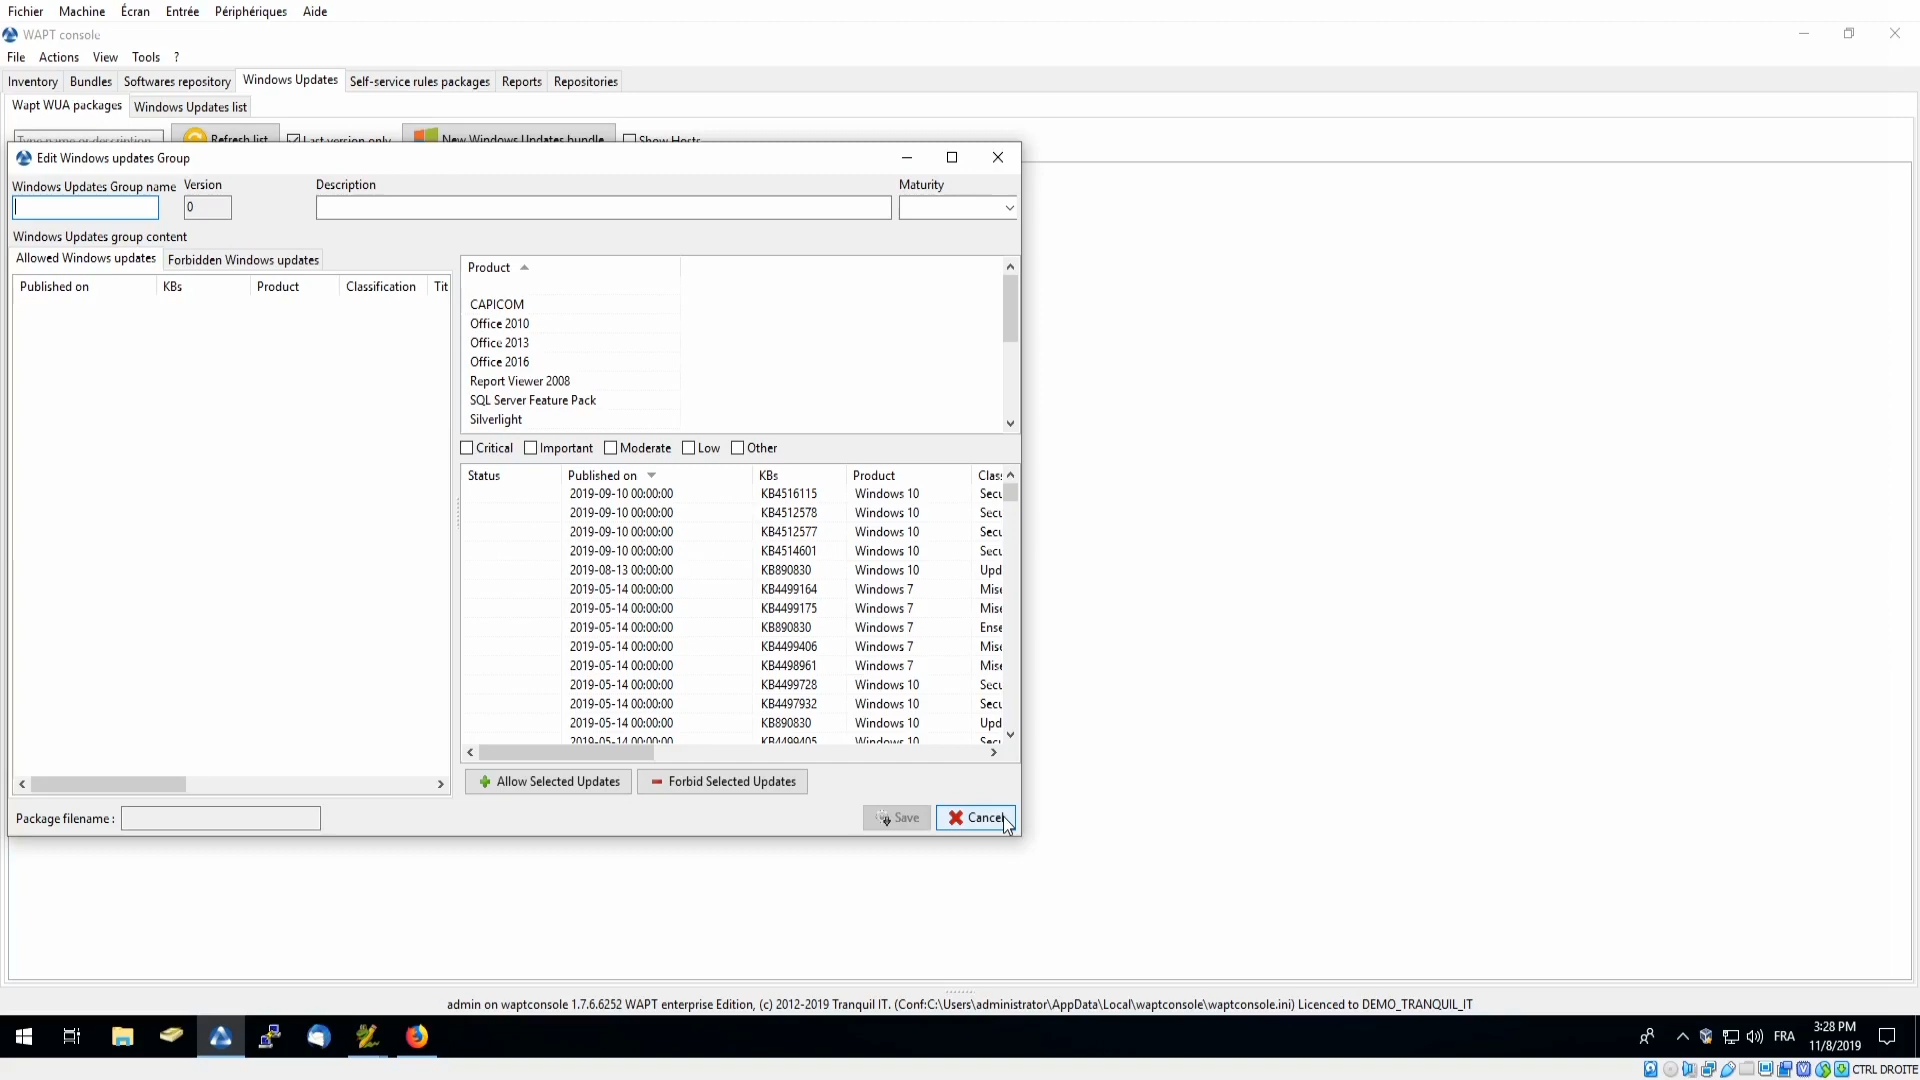 Fichier Machine Écran Entrée Périphériques Aide
WAPT console
File Actions View Tools ?
Inventory Bundles Softwares repository Windows Updates Self-service rules packages Reports Repositories
Wapt WUA packages Windows Updates list
Type name or description Refresh list Last version only New Windows Updates bundle Show Hosts
Edit Windows updates Group
Windows Updates Group name Version Description Maturity
0
Windows Updates group content
Allowed Windows updates Forbidden Windows updates
Published on KBs Product Classification Tit
Product
CAPICOM
Office 2010
Office 2013
Office 2016
Report Viewer 2008
SQL Server Feature Pack
Silverlight
Critical Important Moderate Low Other
Status Published on KBs Product Clas
2019-09-10 00:00:00 KB4516115 Windows 10 Secu
2019-09-10 00:00:00 KB4512578 Windows 10 Secu
2019-09-10 00:00:00 KB4512577 Windows 10 Secu
2019-09-10 00:00:00 KB4514601 Windows 10 Secu
2019-08-13 00:00:00 KB890830 Windows 10 Upd
2019-05-14 00:00:00 KB4499164 Windows 7 Mise
2019-05-14 00:00:00 KB4499175 Windows 7 Mise
2019-05-14 00:00:00 KB890830 Windows 7 Ense
2019-05-14 00:00:00 KB4499406 Windows 7 Mise
2019-05-14 00:00:00 KB4498961 Windows 7 Mise
2019-05-14 00:00:00 KB4499728 Windows 10 Secu
2019-05-14 00:00:00 KB4497932 Windows 10 Secu
2019-05-14 00:00:00 KB890830 Windows 10 Upd
2019-05-14 00:00:00 KB4499405 Windows 10 Secu
Allow Selected Updates Forbid Selected Updates
Package filename : Save Cancel
admin on waptconsole 1.7.6.6252 WAPT enterprise Edition, (c) 2012-2019 Tranquil IT. (Conf:C:\Users\administrator\AppData\Local\waptconsole\waptconsole.ini) Licenced to DEMO_TRANQUIL_IT
FRA 3:28 PM
11/8/2019
CTRL DROITE